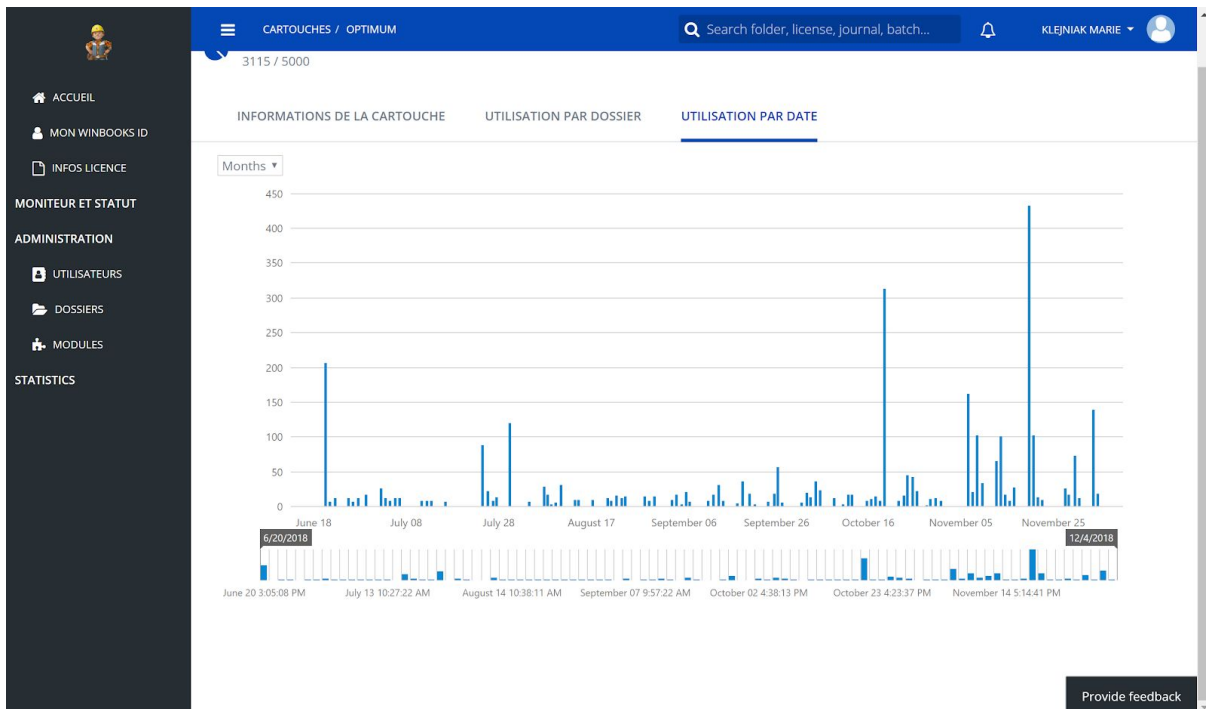 CARTOUCHES / OPTIMUM
Search folder, license, journal, batch...
KLEJNIAK MARIE
3115 / 5000
ACCUEIL
MON WINBOOKS ID
INFOS LICENCE
MONITEUR ET STATUT
ADMINISTRATION
UTILISATEURS
DOSSIERS
MODULES
STATISTICS
INFORMATIONS DE LA CARTOUCHE
UTILISATION PAR DOSSIER
UTILISATION PAR DATE
Months
450
400
350
300
250
200
150
100
50
0
June 18 July 08 July 28 August 17 September 06 September 26 October 16 November 05 November 25
6/20/2018 12/4/2018
June 20 3:05:08 PM July 13 10:27:22 AM August 14 10:38:11 AM September 07 9:57:22 AM October 02 4:38:13 PM October 23 4:23:37 PM November 14 5:14:41 PM
Provide feedback